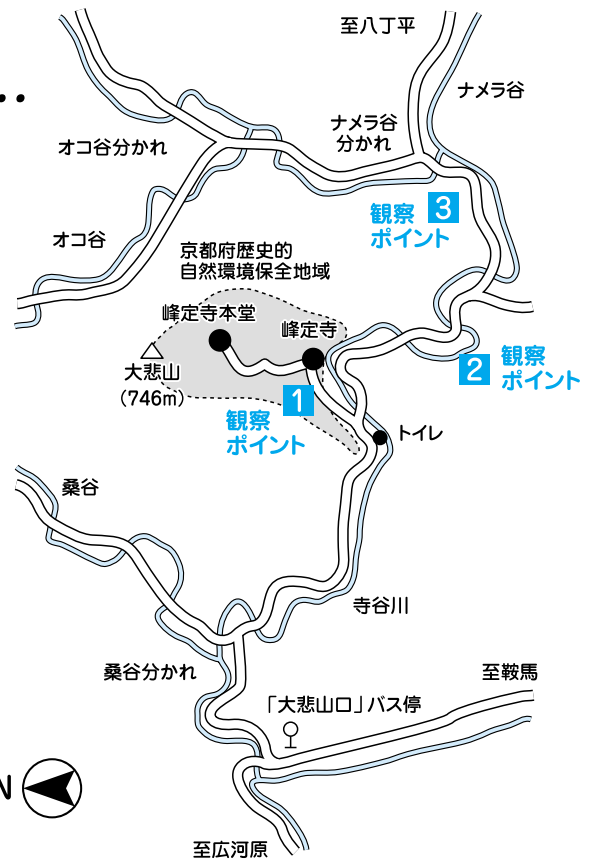 至八丁平
‥
ナメラ谷
ナメラ谷
分かれ
オコ谷分かれ
観察 3
ポイント
オコ谷
京都府歴史的
自然環境保全地域
峰定寺本堂
峰定寺
大悲山
(746m)
2 観察
ポイント
1
観察
ポイント
トイレ
桑谷
寺谷川
桑谷分かれ
至鞍馬
「大悲山口」バス停
N
至広河原